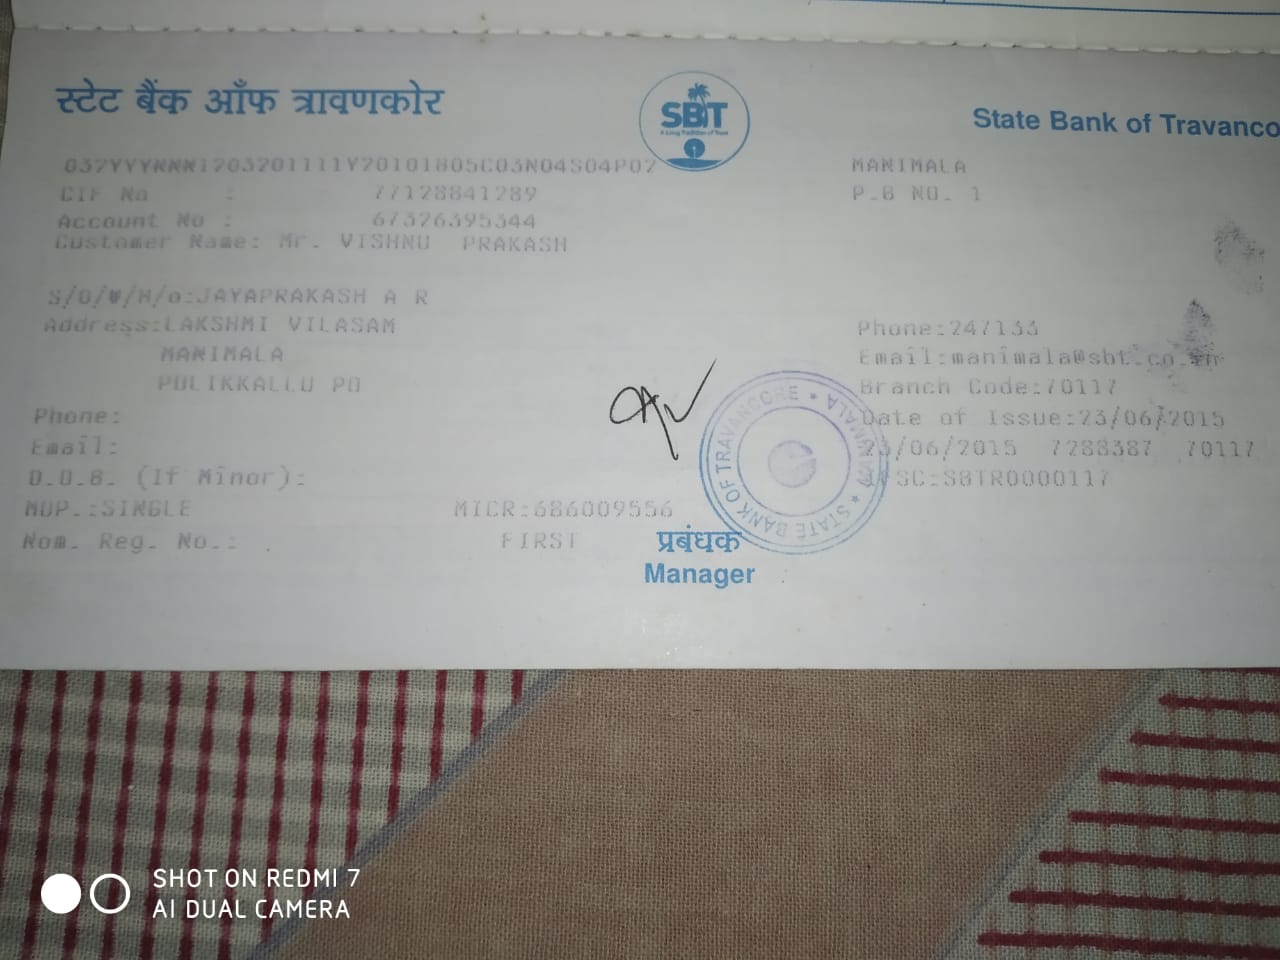 स्टेट बैंक ऑफ त्रावणकोर
SBT
A Long Tradition of Trust
State Bank of Travanco
037YYYNNN1203201111Y20101805C03N04S04P02
MANIMALA
CIF No : 77128841289
P.B NO. 1
Account No : 67326395344
Customer Name: Mr. VISHNU PRAKASH
S/D/W/H/o:JAYAPRAKASH A R
Address:LAKSHMI VILASAM
Phone:247133
MANIMALA
Email:manimala@sbt.co.in
PULIKKALLU PO
Branch Code:70117
Phone:
Date of Issue:23/06/2015
Email:
23/06/2015 7288387 70117
D.O.B. (If Minor):
IFSC:SBTR0000117
MOP.:SINGLE
MICR:686009556
Nom. Reg. No.:
FIRST
STATE BANK OF TRAVANCORE * MANIMALA *
प्रबंधक
Manager
SHOT ON REDMI 7
AI DUAL CAMERA